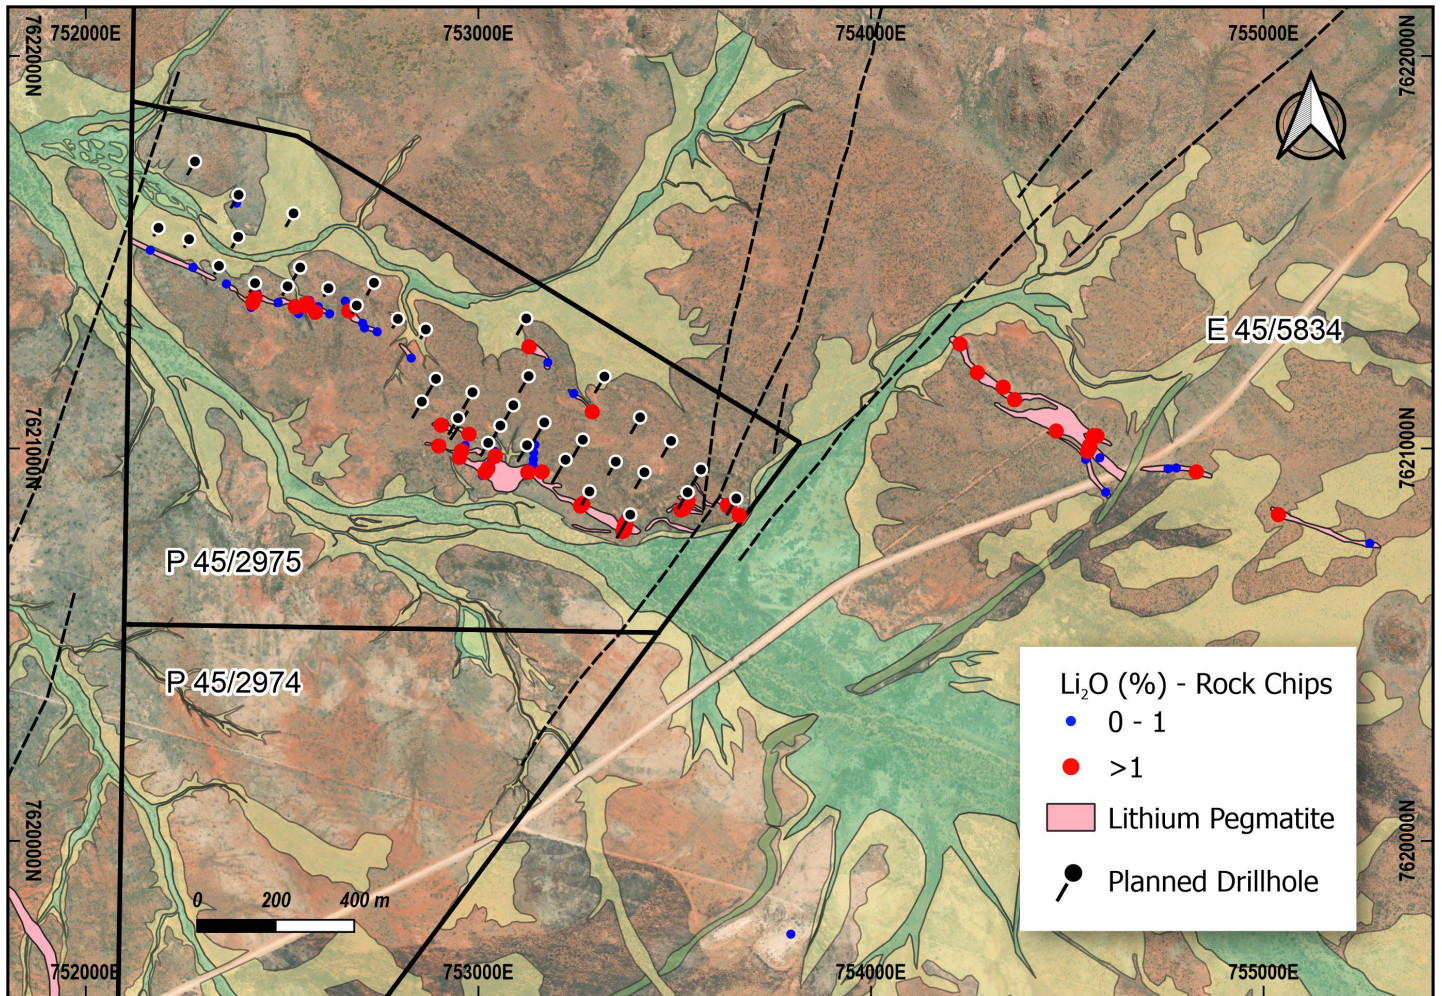 752000E
753000E
754000E
755000E
7622000N
7622000N
E 45/5834
7621000N
7621000N
P 45/2975
P 45/2974
Li₂O (%) - Rock Chips
0 - 1
>1
Lithium Pegmatite
Planned Drillhole
7620000N
7620000N
0 200 400 m
752000E
753000E
754000E
755000E